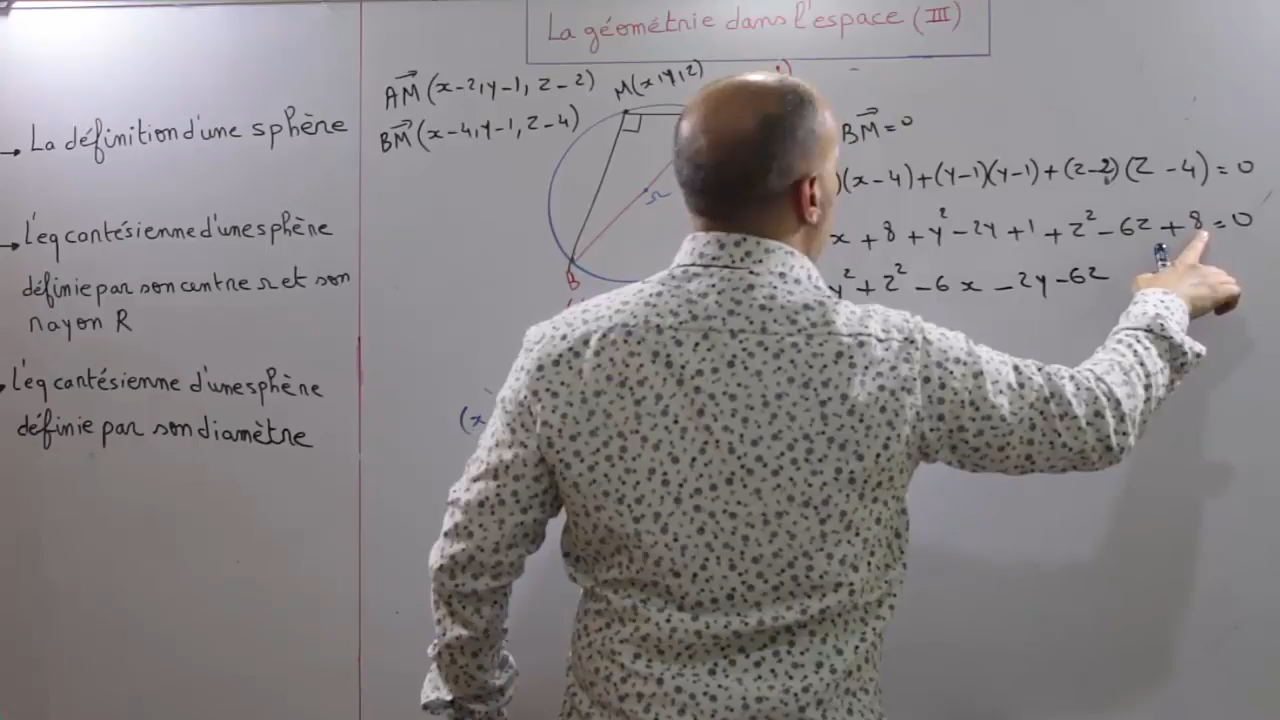 La géométrie dans l'espace (III)
→ La définition d'une sphère
→ L'eq cartésienne d'une sphère
définie par son centre Ω et son
rayon R
→ L'eq cartésienne d'une sphère
définie par son diamètre
AM→(x-2, y-1, z-2)
BM→(x-4, y-1, z-4)
M(x,y,z)
Ω
B
(x
BM→ = 0
)(x-4)+(y-1)(y-1)+(z-2)(z-4)=0
x + 8 + y² - 2y + 1 + z² - 6z + 8 = 0
y² + z² - 6x - 2y - 6z